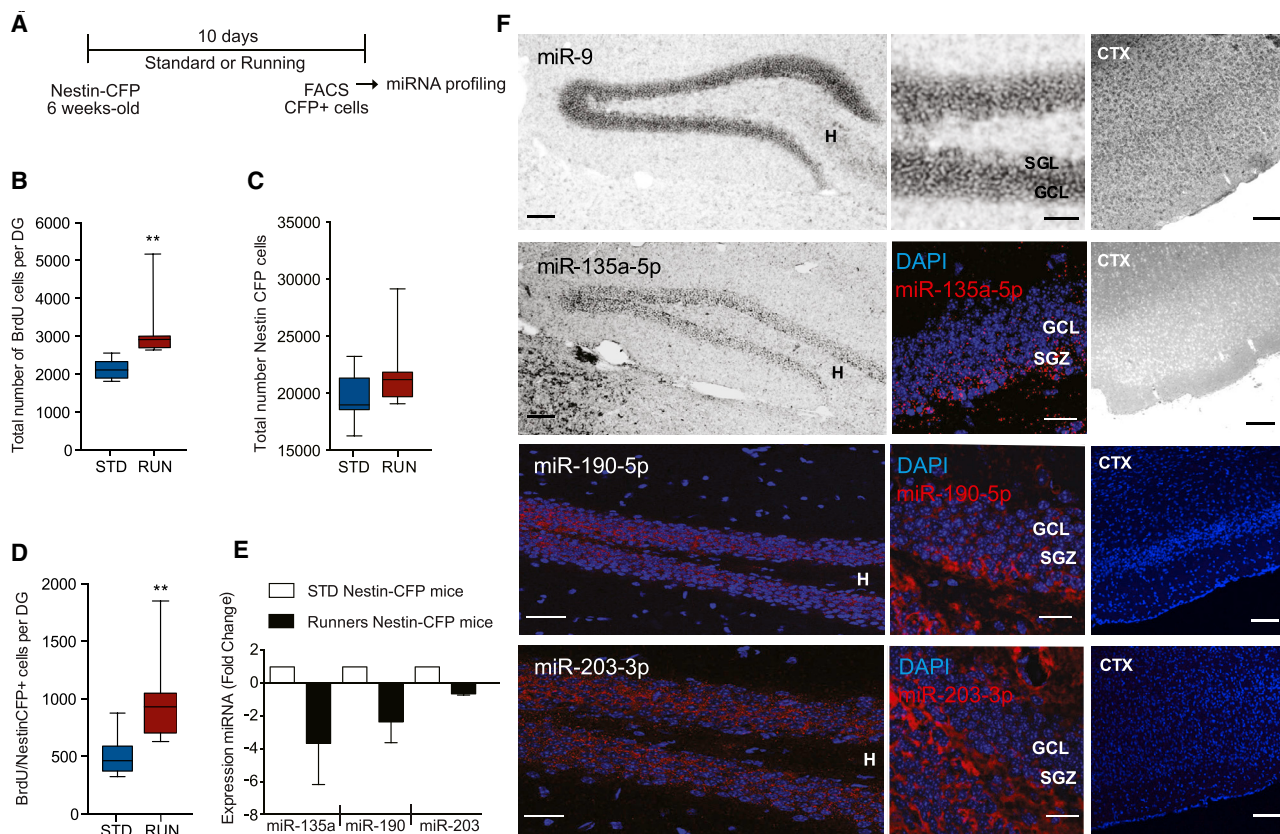 A
10 days
Standard or Running
Nestin-CFP
6 weeks-old
FACS
CFP+ cells
miRNA profiling
B
Total number of BrdU cells per DG
6000
5000
4000
3000
2000
1000
0
**
STD
RUN
C
Total number Nestin CFP cells
35000
30000
25000
20000
15000
STD
RUN
D
BrdU/NestinCFP+ cells per DG
2000
1500
1000
500
0
**
STD
RUN
E
STD Nestin-CFP mice
Runners Nestin-CFP mice
Expression miRNA (Fold Change)
2
0
-2
-4
-6
-8
miR-135a
miR-190
miR-203
F
miR-9
H
SGL
GCL
CTX
miR-135a-5p
H
DAPI
miR-135a-5p
GCL
SGZ
CTX
miR-190-5p
H
DAPI
miR-190-5p
GCL
SGZ
CTX
miR-203-3p
H
DAPI
miR-203-3p
GCL
SGZ
CTX